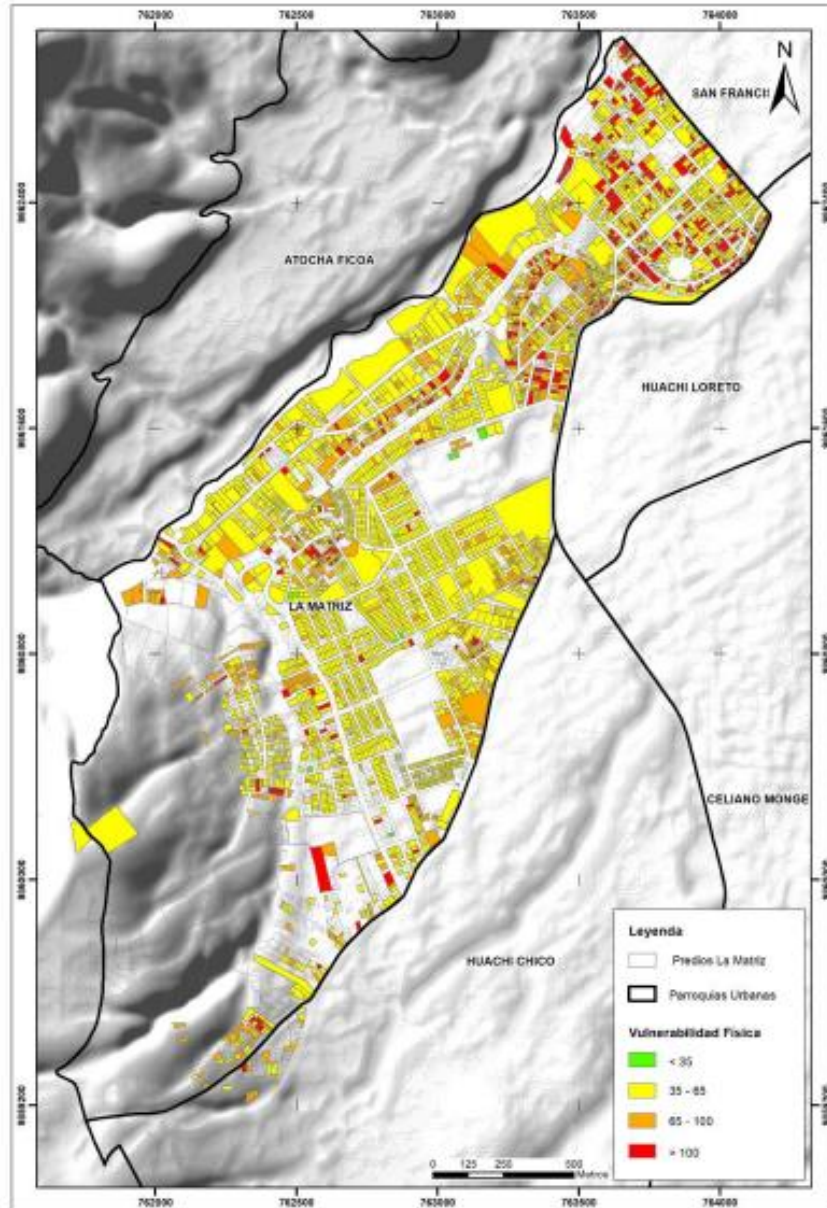 762000 762500 763000 763500 764000
N
SAN FRANCI
ATOCHA FICOA
HUACHI LORETO
LA MATRIZ
CELIANO MONGE
HUACHI CHICO
Leyenda
Predios La Matriz
Parroquias Urbanas
Vulnerabilidad Fisica
< 35
35 - 65
65 - 100
> 100
0 125 250 500
Metros
762000 762500 763000 763500 764000